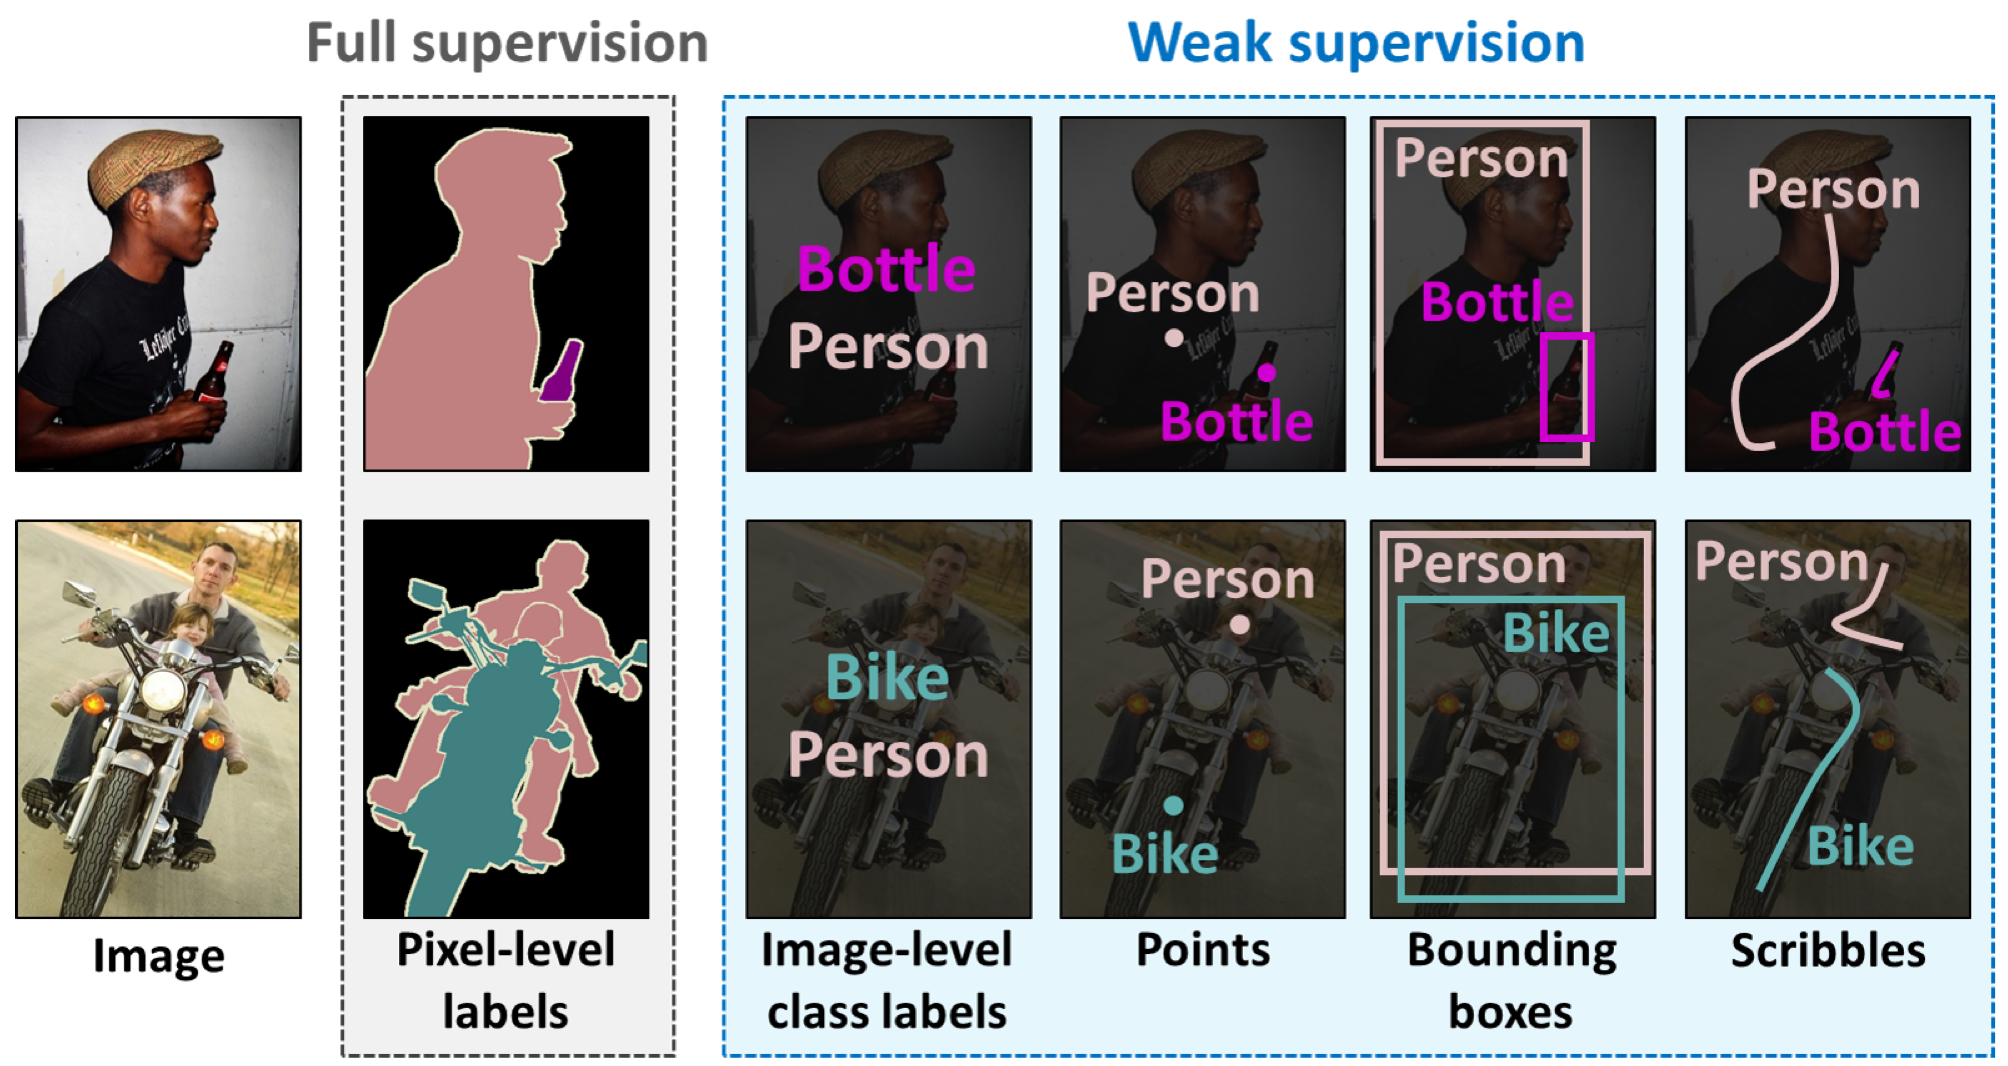 Full supervision
Weak supervision
Bottle
Person
Person
Bottle
Person
Bottle
Person
Bottle
Bike
Person
Person
Bike
Person
Bike
Person
Bike
Image
Pixel-level
labels
Image-level
class labels
Points
Bounding
boxes
Scribbles